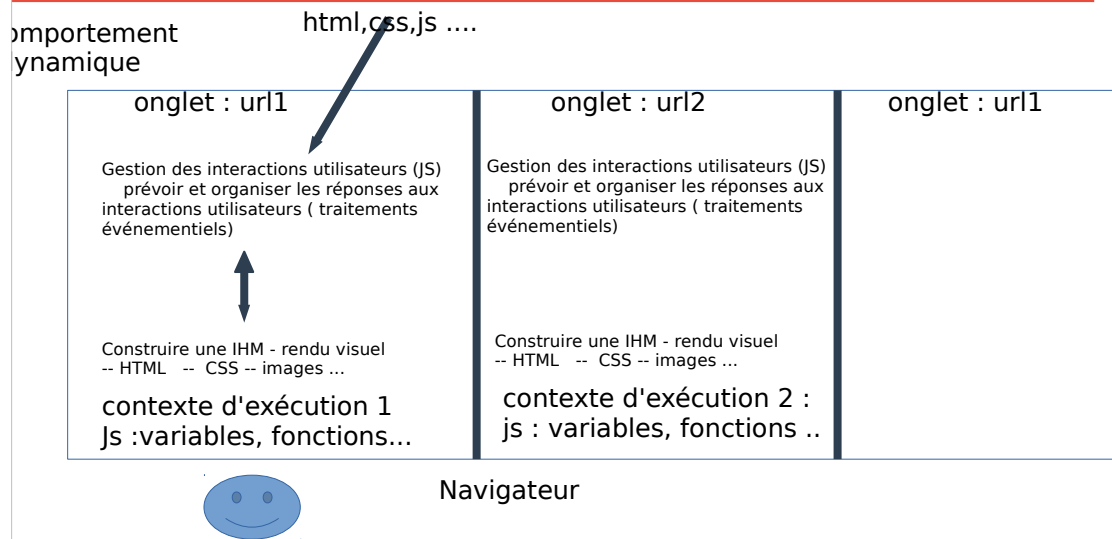 html,css,js ....
omportement
ynamique
onglet : url1
onglet : url2
onglet : url1
Gestion des interactions utilisateurs (JS)
prévoir et organiser les réponses aux
interactions utilisateurs ( traitements
événementiels)
Gestion des interactions utilisateurs (JS)
prévoir et organiser les réponses aux
interactions utilisateurs ( traitements
événementiels)
Construire une IHM - rendu visuel
-- HTML -- CSS -- images ...
Construire une IHM - rendu visuel
-- HTML -- CSS -- images ...
contexte d'exécution 1
Js :variables, fonctions...
contexte d'exécution 2 :
js : variables, fonctions ..
Navigateur